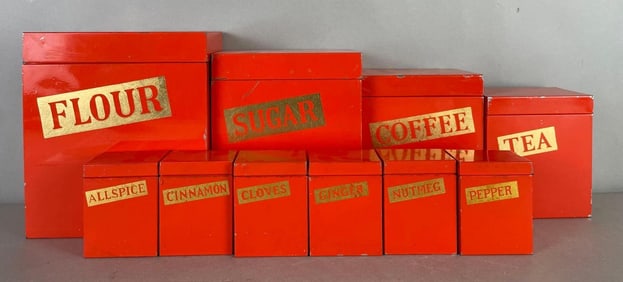 FLOUR
SUGAR
COFFEE
TEA
ALLSPICE
CINNAMON
CLOVES
GINGER
NUTMEG
PEPPER